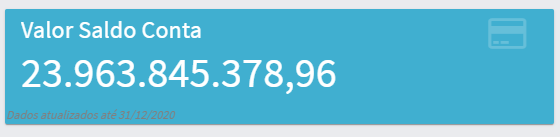 Valor Saldo Conta
23.963.845.378,96
Dados atualizados até 31/12/2020